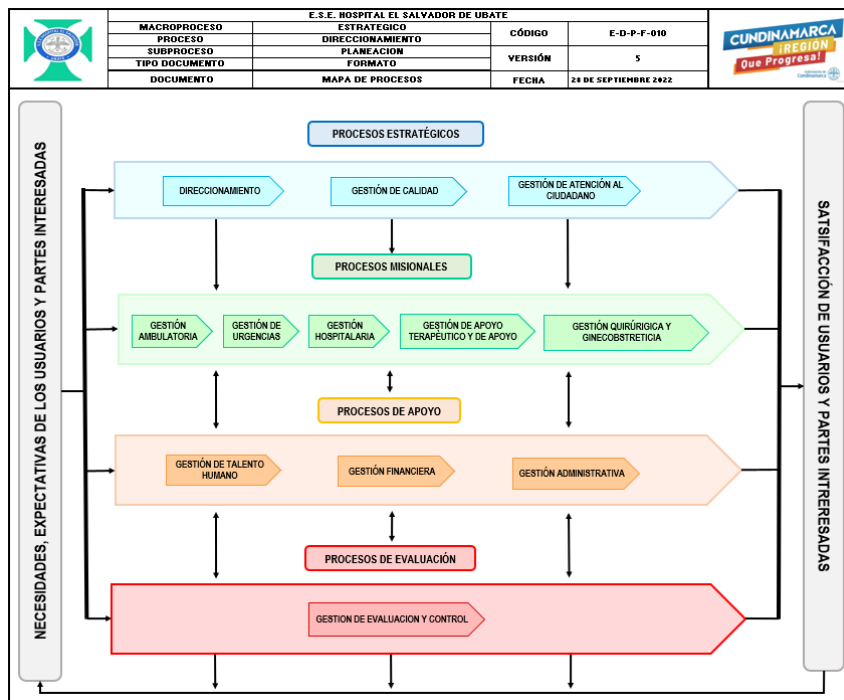 E.S.E. HOSPITAL EL SALVADOR DE UBATE
MACROPROCESO
ESTRATEGICO
PROCESO
DIRECCIONAMIENTO
SUBPROCESO
PLANEACION
TIPO DOCUMENTO
FORMATO
DOCUMENTO
MAPA DE PROCESOS
CÓDIGO
E-D-P-F-010
VERSIÓN
5
FECHA
28 DE SEPTIEMBRE 2022
CUNDINAMARCA
¡REGIÓN
Que Progresa!
NECESIDADES, EXPECTATIVAS DE LOS USUARIOS Y PARTES INTERESADAS
PROCESOS ESTRATÉGICOS
DIRECCIONAMIENTO
GESTIÓN DE CALIDAD
GESTIÓN DE ATENCIÓN AL
CIUDADANO
PROCESOS MISIONALES
GESTIÓN
AMBULATORIA
GESTIÓN DE
URGENCIAS
GESTIÓN
HOSPITALARIA
GESTIÓN DE APOYO
TERAPÉUTICO Y DE APOYO
GESTIÓN QUIRÚRIGICA Y
GINECOBSTRETICIA
PROCESOS DE APOYO
GESTIÓN DE TALENTO
HUMANO
GESTIÓN FINANCIERA
GESTIÓN ADMINISTRATIVA
PROCESOS DE EVALUACIÓN
GESTION DE EVALUACION Y CONTROL
SATSIFACCIÓN DE USUARIOS Y PARTES INTRERESADAS